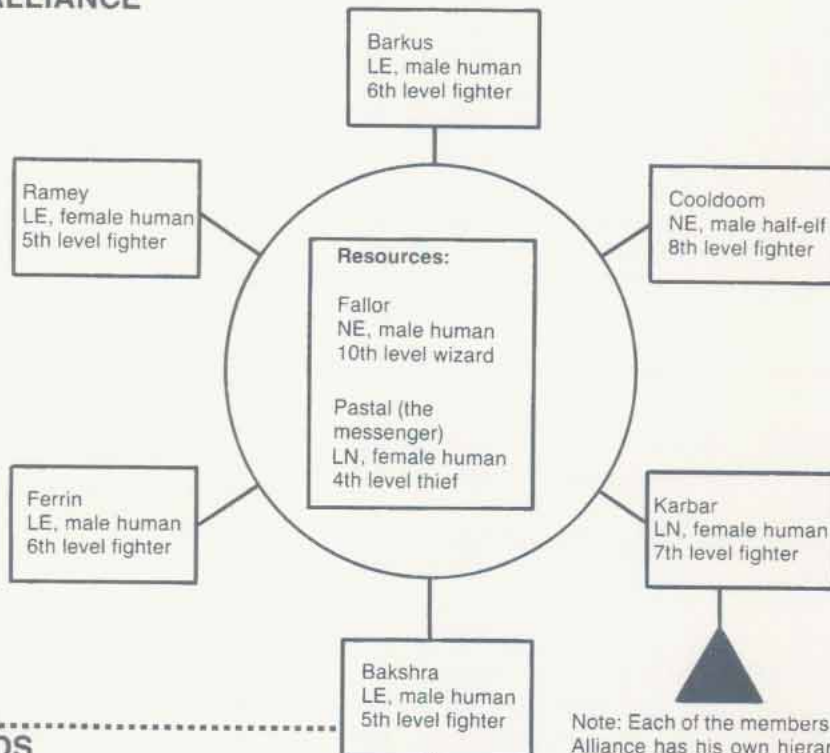 Barkus
LE, male human
6th level fighter
Ramey
LE, female human
5th level fighter
Cooldoom
NE, male half-elf
8th level fighter
Resources:
Fallor
NE, male human
10th level wizard
Pastal (the
messenger)
LN, female human
4th level thief
Ferrin
LE, male human
6th level fighter
Karbar
LN, female human
7th level fighter
Bakshra
LE, male human
5th level fighter
Note: Each of the members
Alliance has his own